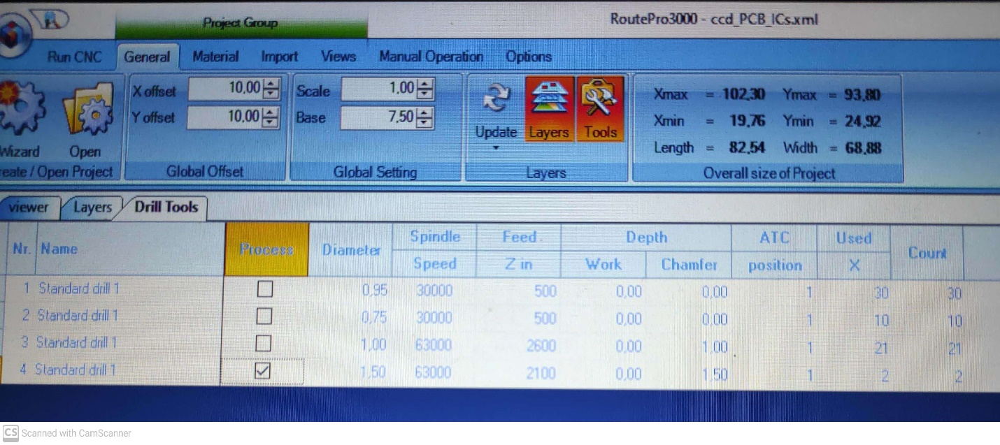 RoutePro3000 - ccd_PCB_ICs.xml
Project Group
Run CNC General Material Import Views Manual Operation Options
X offset 10,00 Scale 1,00 Xmax = 102,30 Ymax = 93,80
Y offset 10,00 Base 7,50 Xmin = 19,76 Ymin = 24,92
Wizard Open Update Layers Tools Length = 82,54 Width = 68,88
eate / Open Project Global Offset Global Setting Layers Overall size of Project
viewer Layers Drill Tools
Nr. Name Process Diameter Spindle Speed Feed Z in Depth Work Chamfer ATC position Used X Count
1 Standard drill 1 0,95 30000 500 0,00 0,00 1 30 30
2 Standard drill 1 0,75 30000 500 0,00 0,00 1 10 10
3 Standard drill 1 1,00 63000 2600 0,00 1,00 1 21 21
4 Standard drill 1 1,50 63000 2100 0,00 1,50 1 2 2
CS Scanned with CamScanner